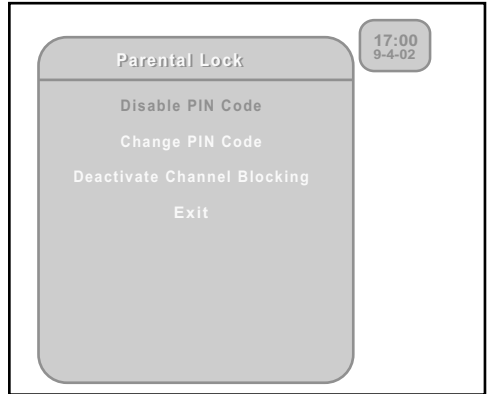 Parental Lock
17:00
9-4-02
Disable PIN Code
Change PIN Code
Deactivate Channel Blocking
Exit